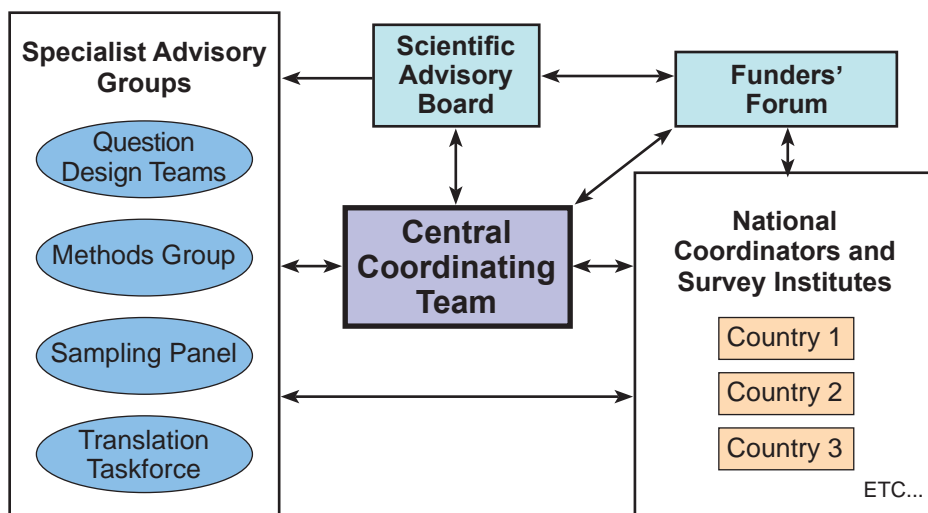 Specialist Advisory
Groups
Question
Design Teams
Methods Group
Sampling Panel
Translation
Taskforce
Scientific
Advisory
Board
Funders’
Forum
Central
Coordinating
Team
National
Coordinators and
Survey Institutes
Country 1
Country 2
Country 3
ETC...